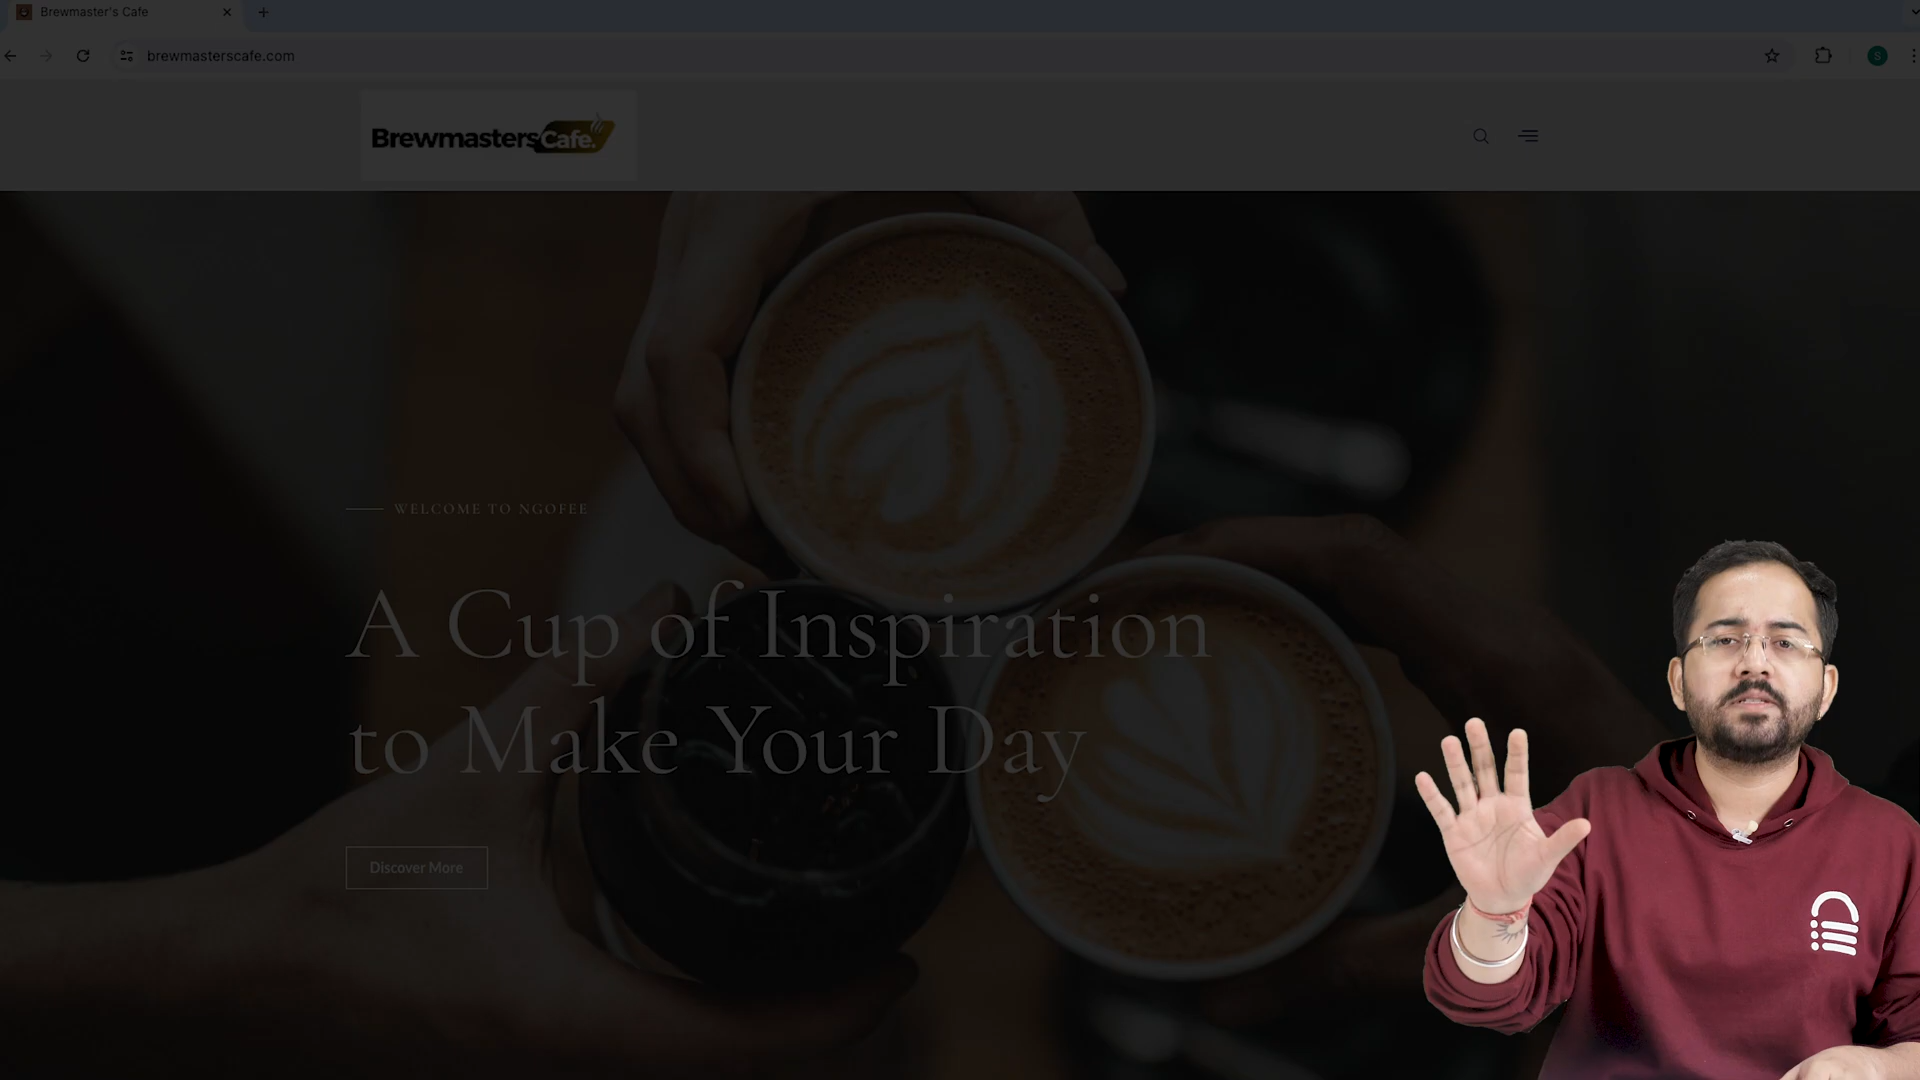 Brewmaster's Cafe
brewmasterscafe.com
S
BrewmastersCafe.
WELCOME TO NGOFEE
A Cup of Inspiration
to Make Your Day
Discover More